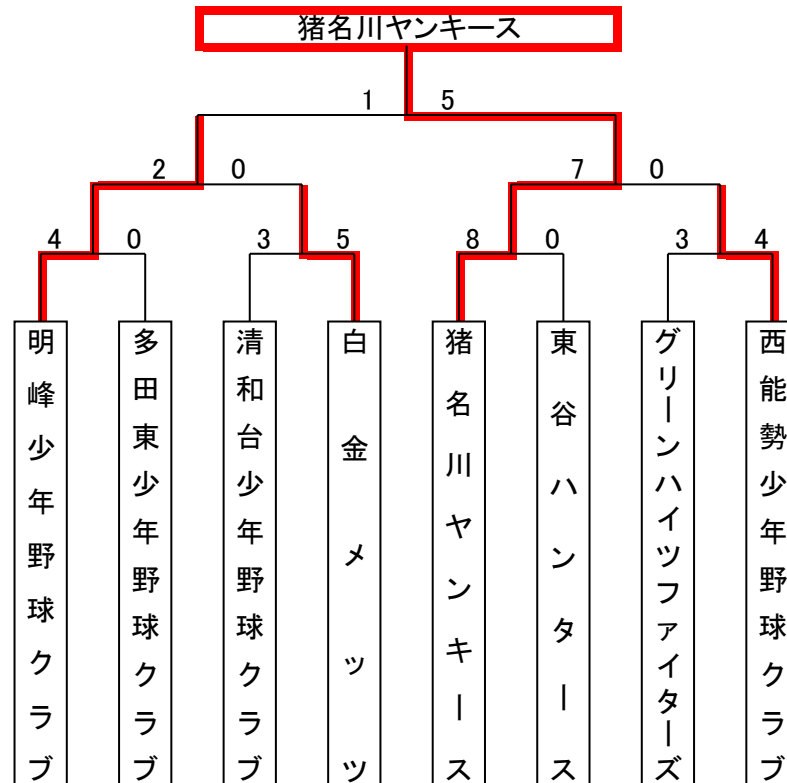 猪名川ヤンキース
1 5
2 0 7 0
4 0 3 5 8 0 3 4
明峰少年野球クラブ
多田東少年野球クラブ
清和台少年野球クラブ
白金メッツ
猪名川ヤンキース
東谷ハンタース
グリーンハイツファイターズ
西能勢少年野球クラブ